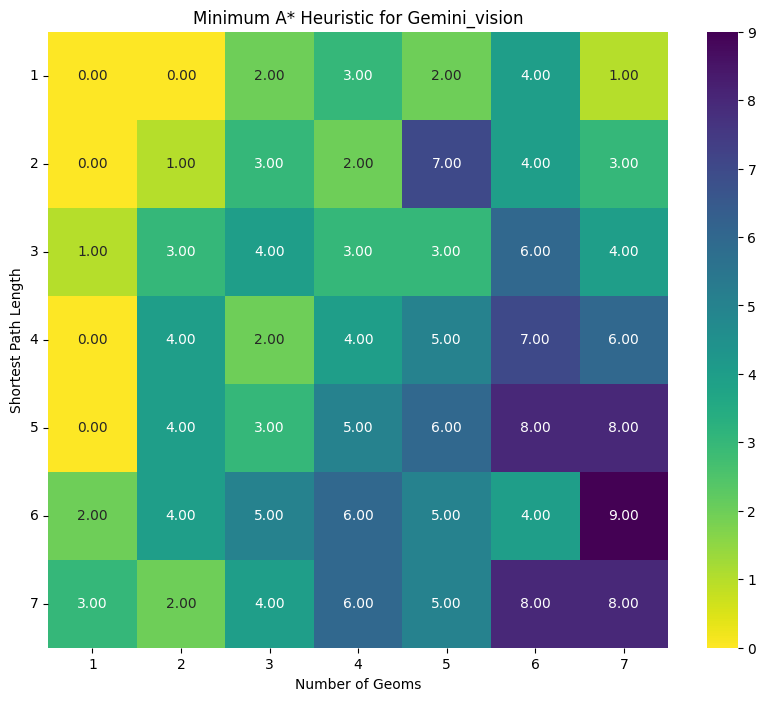 Minimum A* Heuristic for Gemini_vision
1 0.00 0.00 2.00 3.00 2.00 4.00 1.00
2 0.00 1.00 3.00 2.00 7.00 4.00 3.00
3 1.00 3.00 4.00 3.00 3.00 6.00 4.00
4 0.00 4.00 2.00 4.00 5.00 7.00 6.00
5 0.00 4.00 3.00 5.00 6.00 8.00 8.00
6 2.00 4.00 5.00 6.00 5.00 4.00 9.00
7 3.00 2.00 4.00 6.00 5.00 8.00 8.00
1 2 3 4 5 6 7
Number of Geoms
Shortest Path Length
9
8
7
6
5
4
3
2
1
0